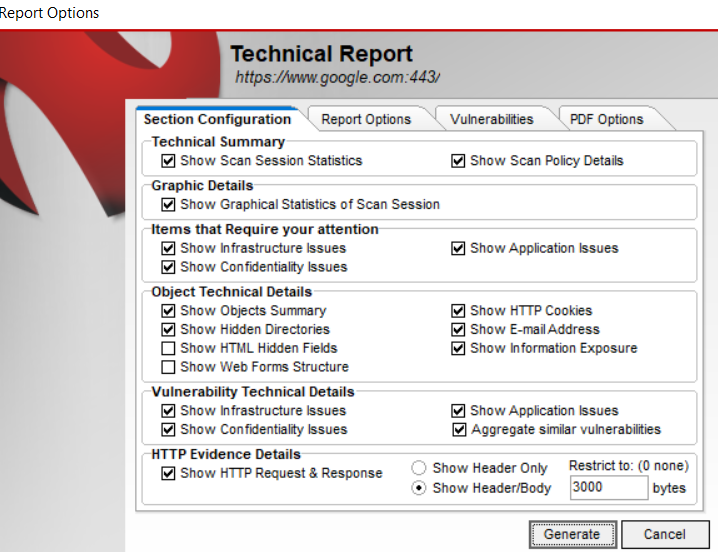 Report Options
Technical Report
https://www.google.com:443/
Section Configuration Report Options Vulnerabilities PDF Options
Technical Summary
Show Scan Session Statistics Show Scan Policy Details
Graphic Details
Show Graphical Statistics of Scan Session
Items that Require your attention
Show Infrastructure Issues Show Application Issues
Show Confidentiality Issues
Object Technical Details
Show Objects Summary Show HTTP Cookies
Show Hidden Directories Show E-mail Address
Show HTML Hidden Fields Show Information Exposure
Show Web Forms Structure
Vulnerability Technical Details
Show Infrastructure Issues Show Application Issues
Show Confidentiality Issues Aggregate similar vulnerabilities
HTTP Evidence Details
Show HTTP Request & Response Show Header Only Restrict to: (0 none)
Show Header/Body 3000 bytes
Generate Cancel